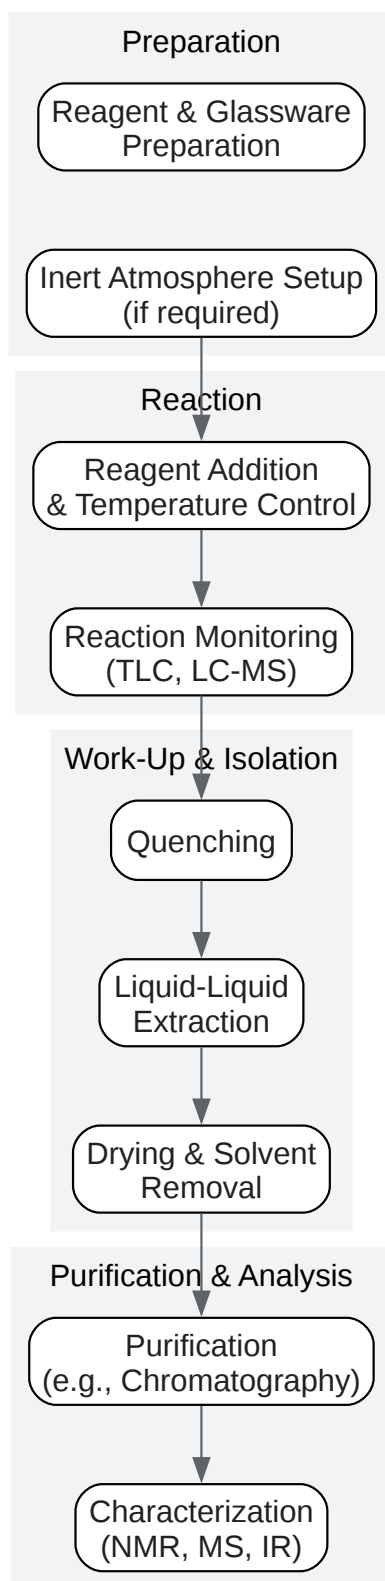 Preparation
Reagent & Glassware
Preparation
Inert Atmosphere Setup
(if required)
Reaction
Reagent Addition
& Temperature Control
Reaction Monitoring
(TLC, LC-MS)
Work-Up & Isolation
Quenching
Liquid-Liquid
Extraction
Drying & Solvent
Removal
Purification & Analysis
Purification
(e.g., Chromatography)
Characterization
(NMR, MS, IR)